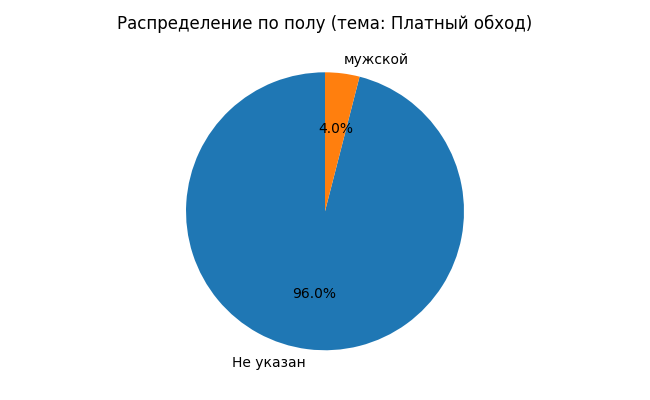 Распределение по полу (тема: Платный обход)
мужской
4.0%
96.0%
Не указан